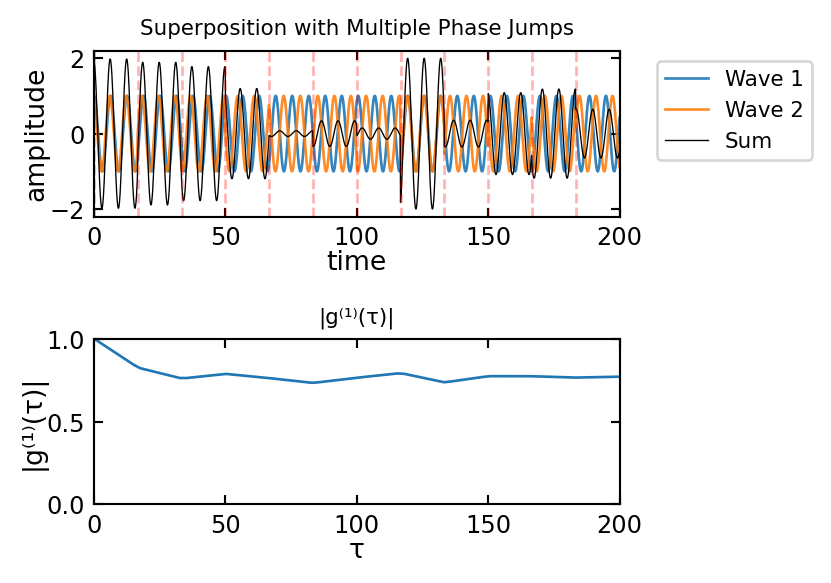 Superposition with Multiple Phase Jumps
amplitude
2
0
−2
0 50 100 150 200
time
Wave 1
Wave 2
Sum
|g⁽¹⁾(τ)|
|g⁽¹⁾(τ)|
1.0
0.5
0.0
0 50 100 150 200
τ